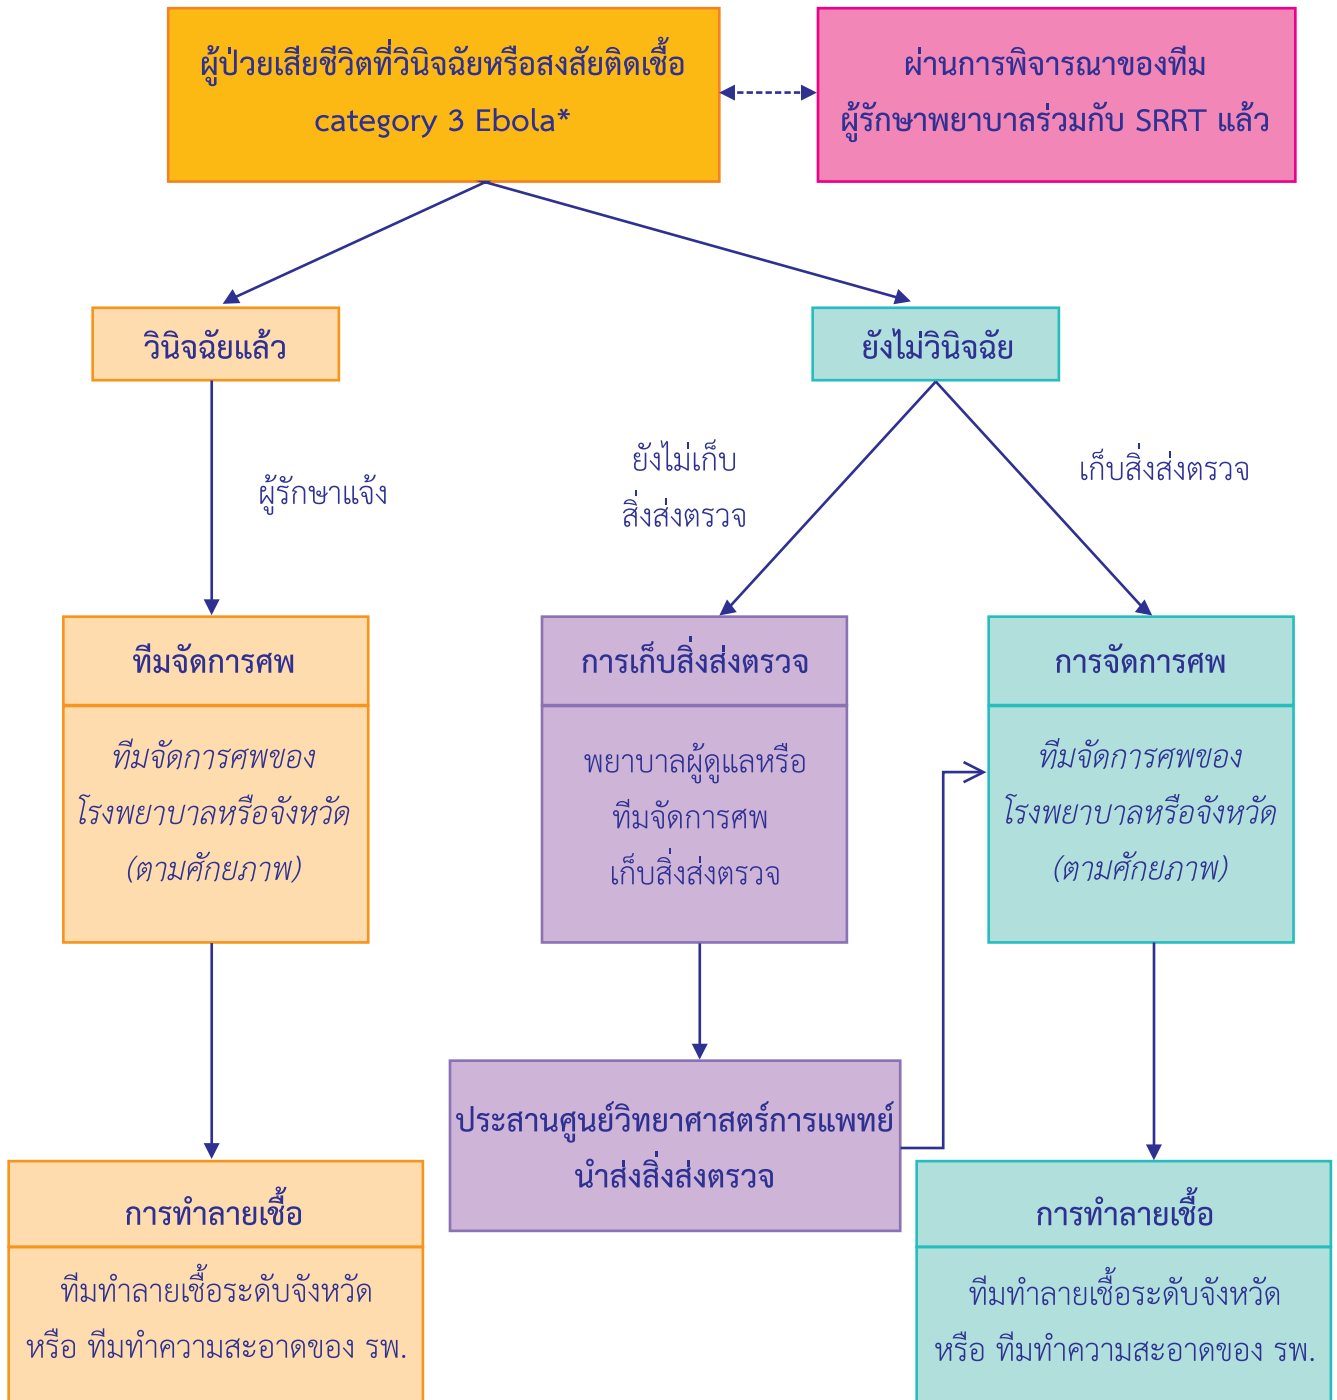 ผู้ป่วยเสียชีวิตที่วินิจฉัยหรือสงสัยติดเชื้อ
category 3 Ebola*
ผ่านการพิจารณาของทีม
ผู้รักษาพยาบาลร่วมกับ SRRT แล้ว
วินิจฉัยแล้ว
ยังไม่วินิจฉัย
ผู้รักษาแจ้ง
ยังไม่เก็บ
สิ่งส่งตรวจ
เก็บสิ่งส่งตรวจ
ทีมจัดการศพ
ทีมจัดการศพของ
โรงพยาบาลหรือจังหวัด
(ตามศักยภาพ)
การเก็บสิ่งส่งตรวจ
พยาบาลผู้ดูแลหรือ
ทีมจัดการศพ
เก็บสิ่งส่งตรวจ
การจัดการศพ
ทีมจัดการศพของ
โรงพยาบาลหรือจังหวัด
(ตามศักยภาพ)
ประสานศูนย์วิทยาศาสตร์การแพทย์
นำส่งสิ่งส่งตรวจ
การทำลายเชื้อ
ทีมทำลายเชื้อระดับจังหวัด
หรือ ทีมทำความสะอาดของ รพ.
การทำลายเชื้อ
ทีมทำลายเชื้อระดับจังหวัด
หรือ ทีมทำความสะอาดของ รพ.